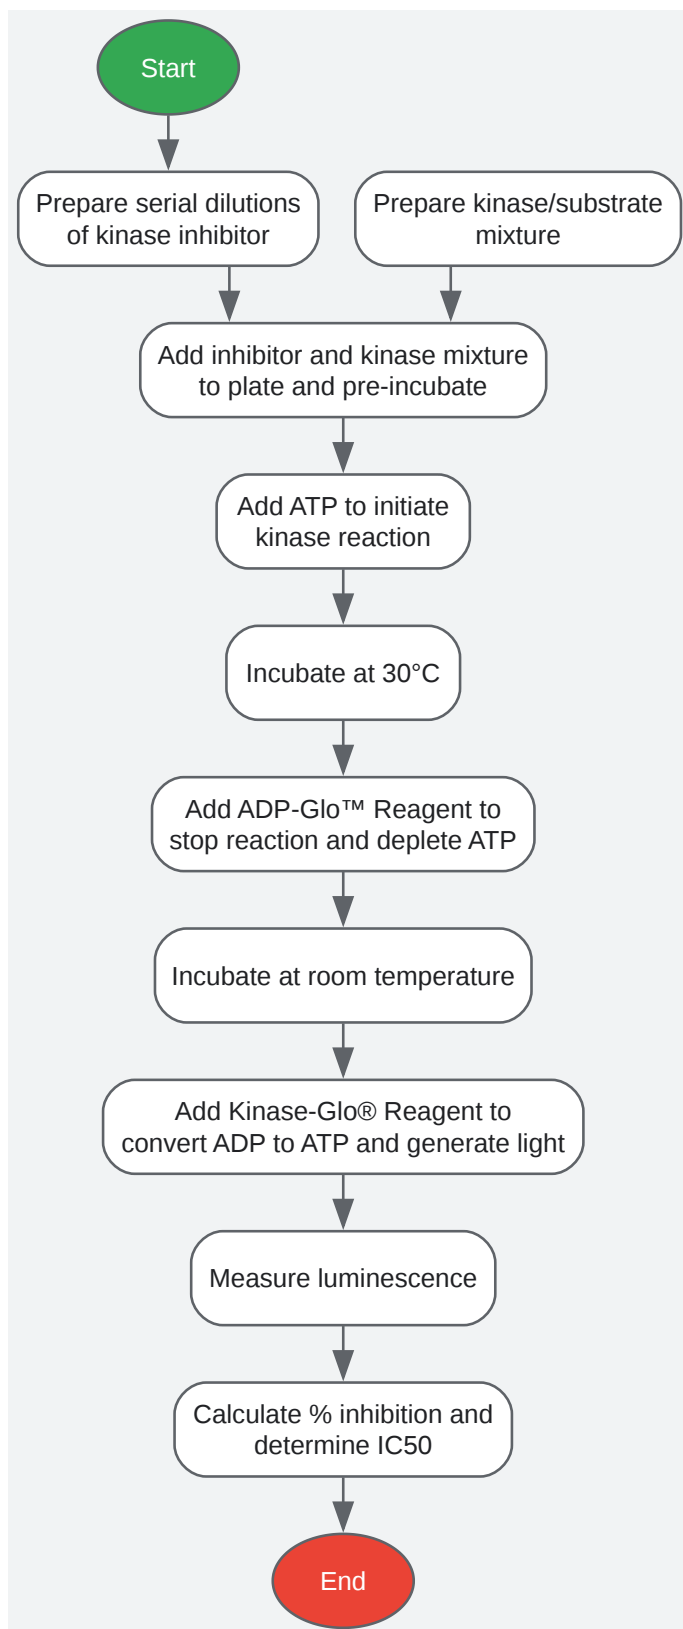 Start
Prepare serial dilutions
of kinase inhibitor
Prepare kinase/substrate
mixture
Add inhibitor and kinase mixture
to plate and pre-incubate
Add ATP to initiate
kinase reaction
Incubate at 30°C
Add ADP-Glo™ Reagent to
stop reaction and deplete ATP
Incubate at room temperature
Add Kinase-Glo® Reagent to
convert ADP to ATP and generate light
Measure luminescence
Calculate % inhibition and
determine IC50
End